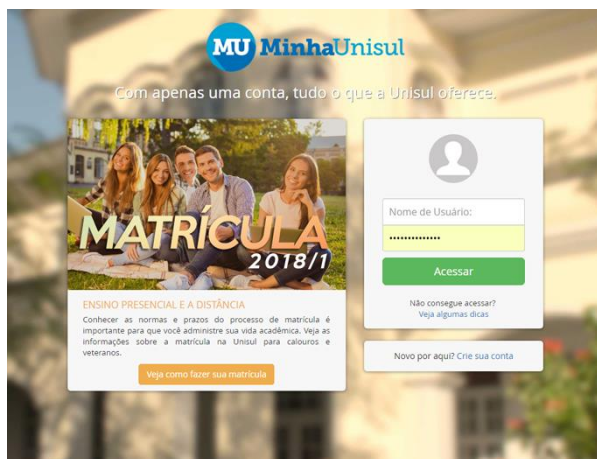 MU MinhaUnisul
Com apenas uma conta, tudo o que a Unisul oferece.
MATRÍCULA
2018/1
ENSINO PRESENCIAL E A DISTÂNCIA
Conhecer as normas e prazos do processo de matrícula é
importante para que você administre sua vida acadêmica. Veja as
informações sobre a matrícula na Unisul para calouros e
veteranos.
Veja como fazer sua matrícula
Nome de Usuário:
••••••••••••••
Acessar
Não consegue acessar?
Veja algumas dicas
Novo por aqui? Crie sua conta